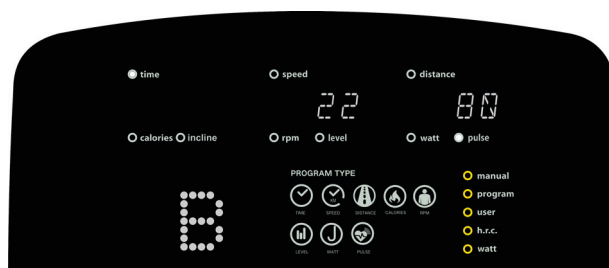 time speed distance
22 80
calories incline rpm level watt pulse
PROGRAM TYPE
manual
KM
program
TIME SPEED DISTANCE CALORIES RPM
user
B
h.r.c.
LEVEL WATT PULSE
watt